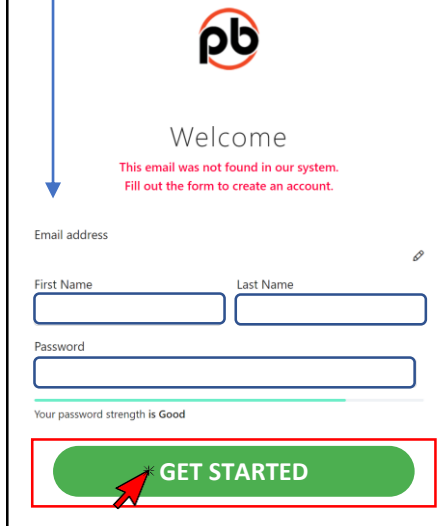 pb
Welcome
This email was not found in our system.
Fill out the form to create an account.
Email address
First Name Last Name
Password
Your password strength is Good
GET STARTED